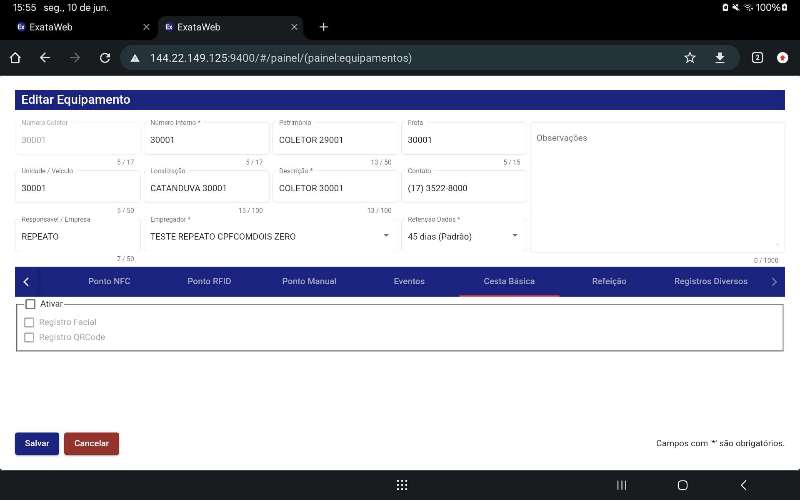 15:55 seg., 10 de jun. 100%
ExataWeb ExataWeb
144.22.149.125:9400/#/painel/(painel:equipamentos) 2
Editar Equipamento
Número Coletor Número Interno * Patrimônio Frota
30001 30001 COLETOR 29001 30001 Observações
5 / 17 5 / 17 13 / 50 5 / 15
Unidade / Veículo Localização Descrição * Contato
30001 CATANDUVA 30001 COLETOR 30001 (17) 3522-8000
5 / 50 15 / 100 13 / 100
Responsável / Empresa Empregador * Retenção Dados *
REPEATO TESTE REPEATO CPFCOMDOIS ZERO 45 dias (Padrão)
7 / 50 0 / 1000
Ponto NFC Ponto RFID Ponto Manual Eventos Cesta Básica Refeição Registros Diversos
Ativar
Registro Facial
Registro QRCode
Salvar Cancelar Campos com '*' são obrigatórios.